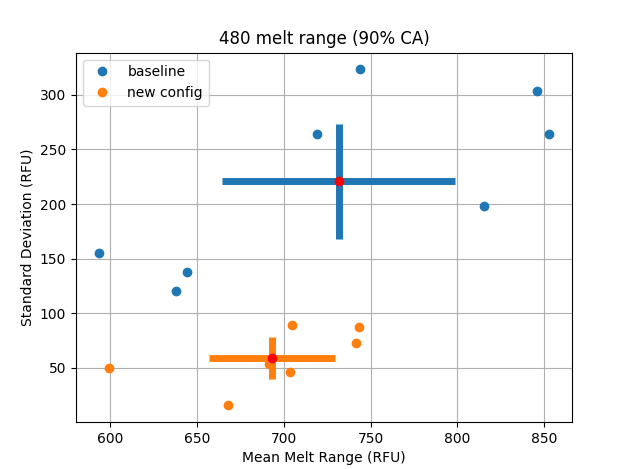 480 melt range (90% CA)
baseline
new config
Standard Deviation (RFU)
300
250
200
150
100
50
600 650 700 750 800 850
Mean Melt Range (RFU)